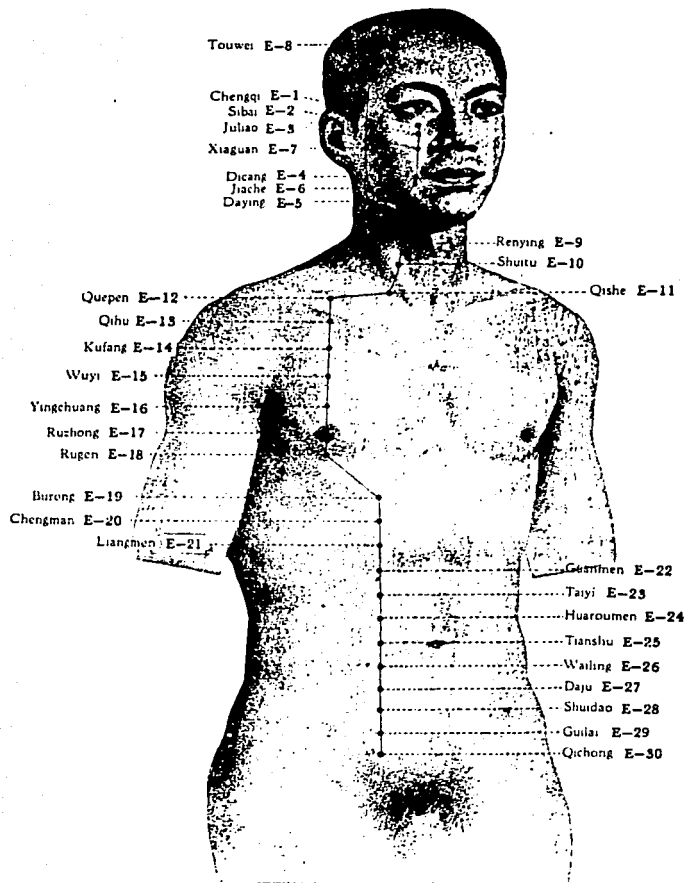 Touwei E-8
Chengqi E-1
Sibai E-2
Juliao E-3
Xiaguan E-7
Dicang E-4
Jiache E-6
Daying E-5
Renying E-9
Shuitu E-10
Qishe E-11
Quepen E-12
Qihu E-13
Kufang E-14
Wuyi E-15
Yingchuang E-16
Ruzhong E-17
Rugen E-18
Burong E-19
Chengman E-20
Liangmen E-21
Guanmen E-22
Taiyi E-23
Huaroumen E-24
Tianshu E-25
Wailing E-26
Daju E-27
Shuidao E-28
Guilai E-29
Qichong E-30